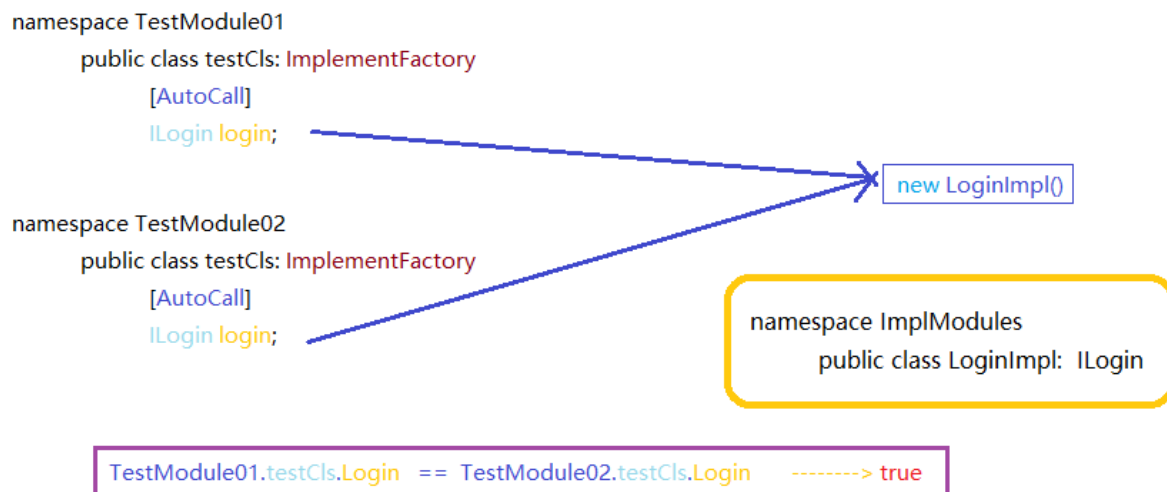 namespace TestModule01
public class testCls: ImplementFactory
[AutoCall]
ILogin login;
new LoginImpl()
namespace TestModule02
public class testCls: ImplementFactory
[AutoCall]
ILogin login;
namespace ImplModules
public class LoginImpl: ILogin
TestModule01.testCls.Login == TestModule02.testCls.Login --------> true